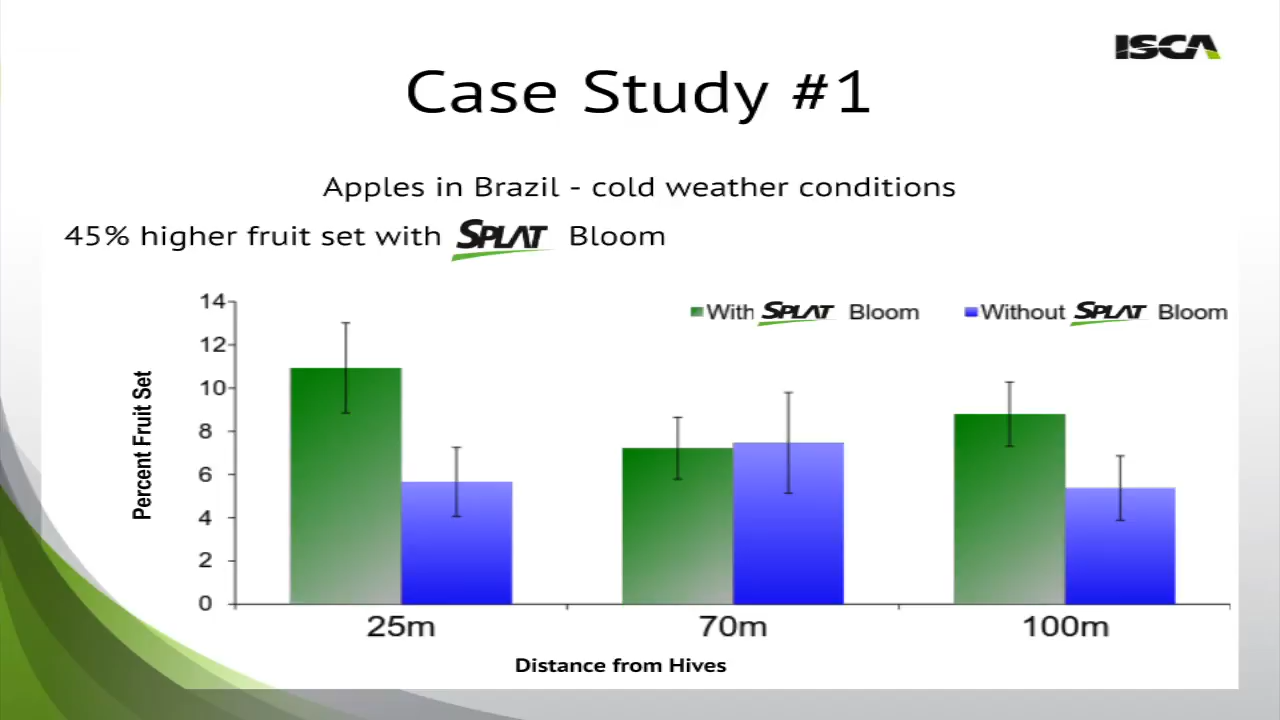 ISCA
Case Study #1
Apples in Brazil - cold weather conditions
45% higher fruit set with SPLAT Bloom
With SPLAT Bloom
Without SPLAT Bloom
Percent Fruit Set
14
12
10
8
6
4
2
0
25m
70m
100m
Distance from Hives